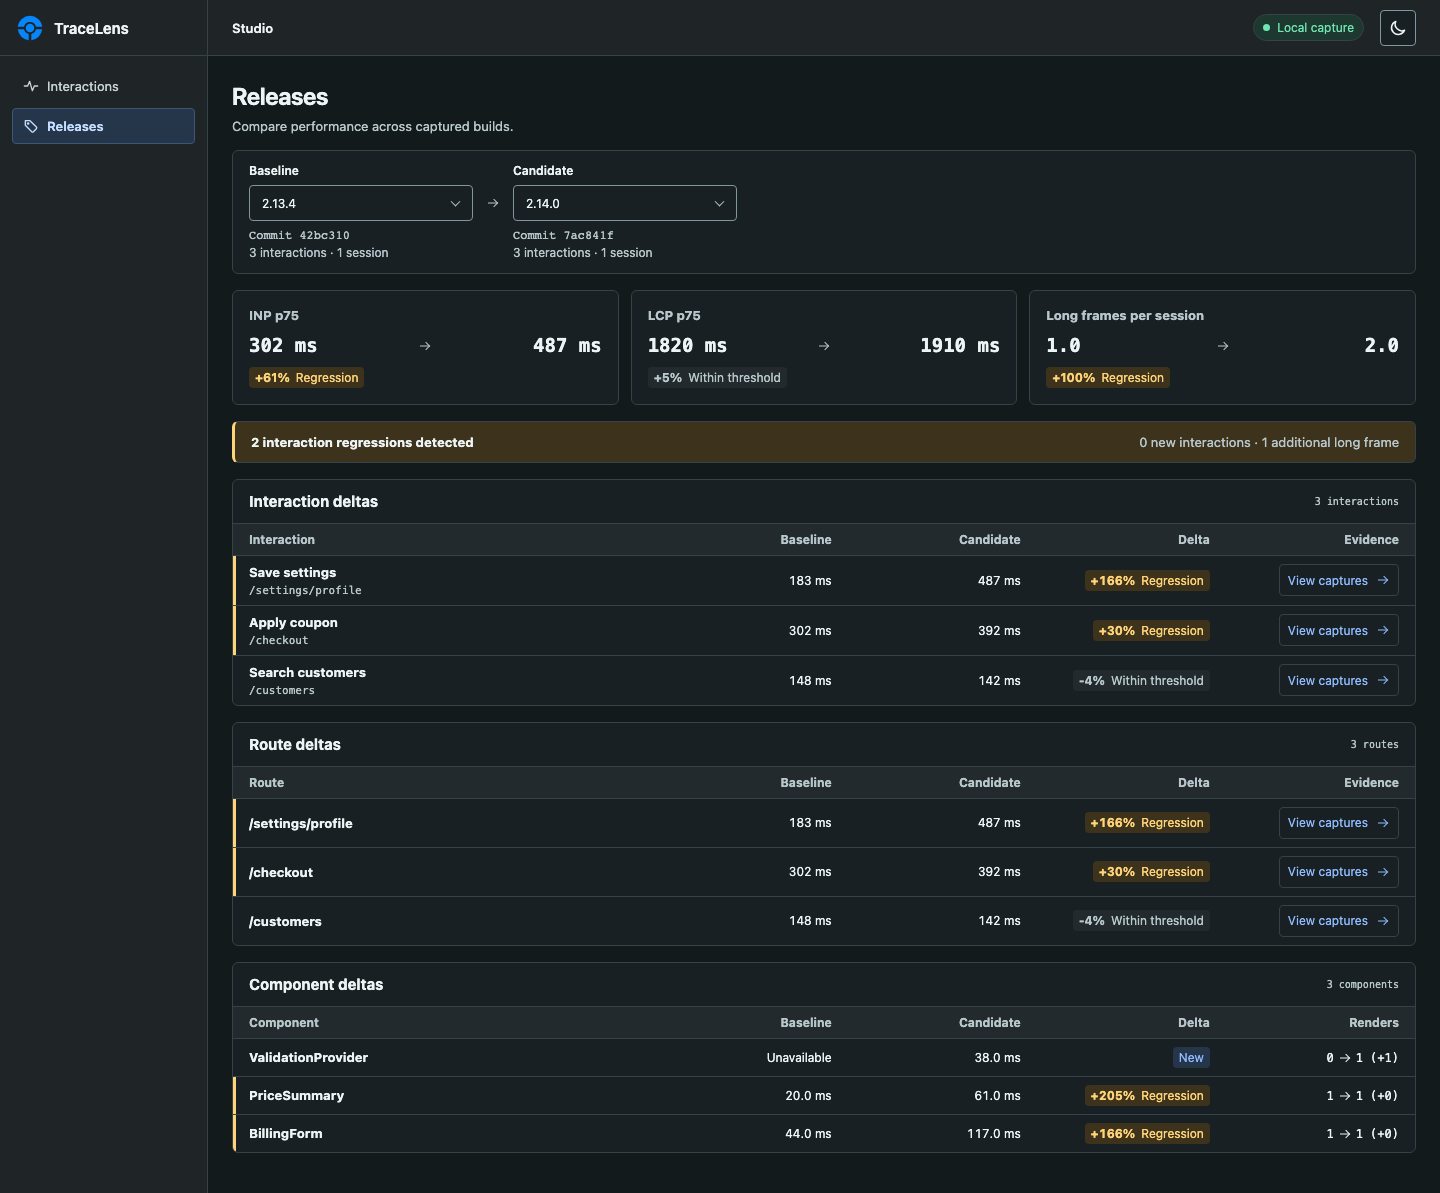 TraceLens
Studio
Local capture
Interactions
Releases
Releases
Compare performance across captured builds.
Baseline
Candidate
2.13.4 → 2.14.0
Commit 42bc310
Commit 7ac841f
3 interactions · 1 session
3 interactions · 1 session
INP p75
302 ms → 487 ms
+61% Regression
LCP p75
1820 ms → 1910 ms
+5% Within threshold
Long frames per session
1.0 → 2.0
+100% Regression
2 interaction regressions detected
0 new interactions · 1 additional long frame
Interaction deltas
3 interactions
Interaction Baseline Candidate Delta Evidence
Save settings
/settings/profile
183 ms 487 ms +166% Regression View captures →
Apply coupon
/checkout
302 ms 392 ms +30% Regression View captures →
Search customers
/customers
148 ms 142 ms -4% Within threshold View captures →
Route deltas
3 routes
Route Baseline Candidate Delta Evidence
/settings/profile 183 ms 487 ms +166% Regression View captures →
/checkout 302 ms 392 ms +30% Regression View captures →
/customers 148 ms 142 ms -4% Within threshold View captures →
Component deltas
3 components
Component Baseline Candidate Delta Renders
ValidationProvider Unavailable 38.0 ms New 0 → 1 (+1)
PriceSummary 20.0 ms 61.0 ms +205% Regression 1 → 1 (+0)
BillingForm 44.0 ms 117.0 ms +166% Regression 1 → 1 (+0)